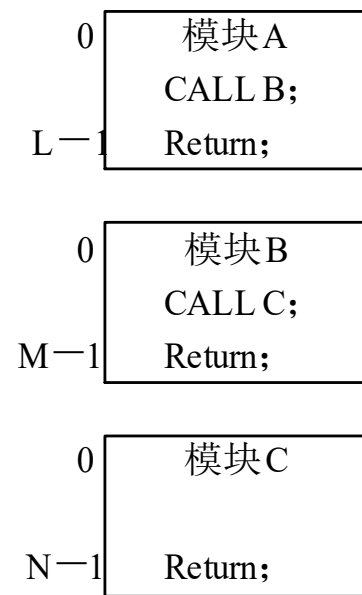 0 模块A
CALL B；
L－1 Return；
0 模块B
CALL C；
M－1 Return；
0 模块C
N－1 Return；